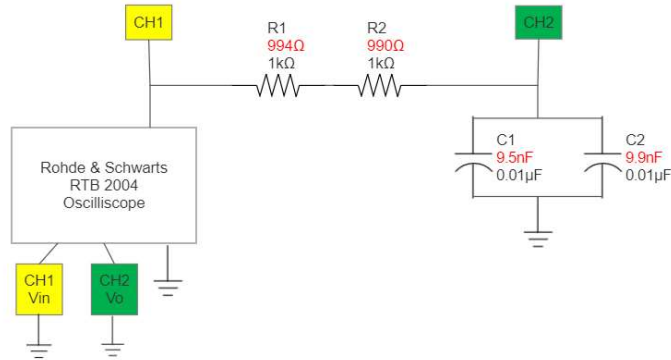 CH1
CH2
R1
994Ω
1kΩ
R2
990Ω
1kΩ
C1
9.5nF
0.01µF
C2
9.9nF
0.01µF
Rohde & Schwarts
RTB 2004
Oscilliscope
CH1
Vin
CH2
Vo